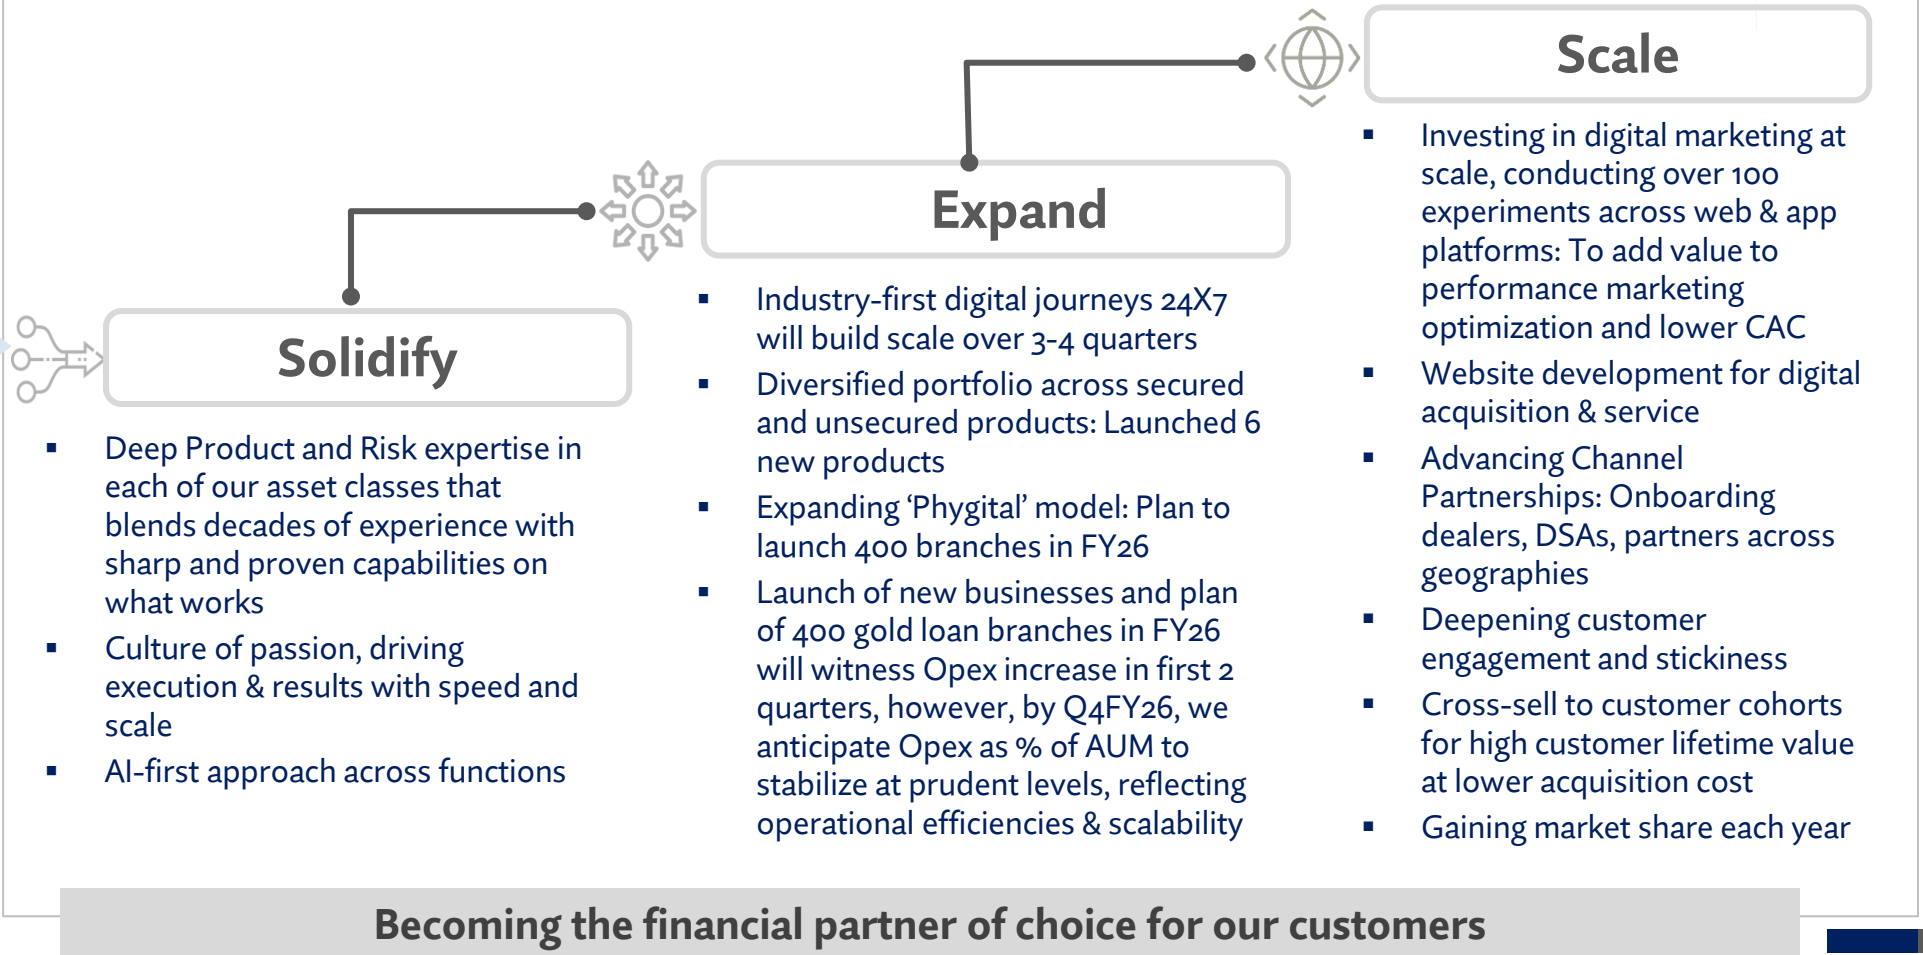 Solidify
Deep Product and Risk expertise in
each of our asset classes that
blends decades of experience with
sharp and proven capabilities on
what works
Culture of passion, driving
execution & results with speed and
scale
AI-first approach across functions
Expand
Industry-first digital journeys 24X7
will build scale over 3-4 quarters
Diversified portfolio across secured
and unsecured products: Launched 6
new products
Expanding ‘Phygital’ model: Plan to
launch 400 branches in FY26
Launch of new businesses and plan
of 400 gold loan branches in FY26
will witness Opex increase in first 2
quarters, however, by Q4FY26, we
anticipate Opex as % of AUM to
stabilize at prudent levels, reflecting
operational efficiencies & scalability
Scale
Investing in digital marketing at
scale, conducting over 100
experiments across web & app
platforms: To add value to
performance marketing
optimization and lower CAC
Website development for digital
acquisition & service
Advancing Channel
Partnerships: Onboarding
dealers, DSAs, partners across
geographies
Deepening customer
engagement and stickiness
Cross-sell to customer cohorts
for high customer lifetime value
at lower acquisition cost
Gaining market share each year
Becoming the financial partner of choice for our customers